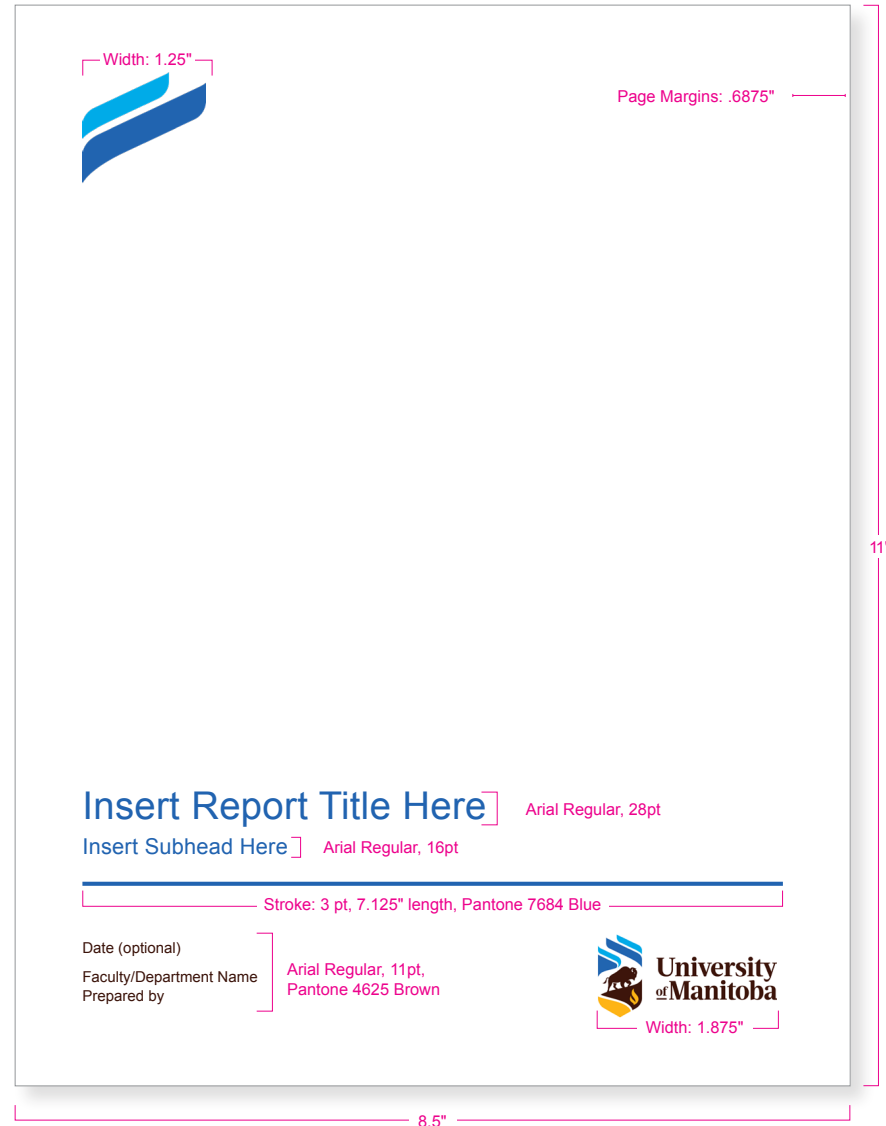 Width: 1.25"
Page Margins: .6875"
11"
Insert Report Title Here
Arial Regular, 28pt
Insert Subhead Here
Arial Regular, 16pt
Stroke: 3 pt, 7.125" length, Pantone 7684 Blue
Date (optional)
Faculty/Department Name
Prepared by
Arial Regular, 11pt,
Pantone 4625 Brown
University
of Manitoba
Width: 1.875"
8.5"